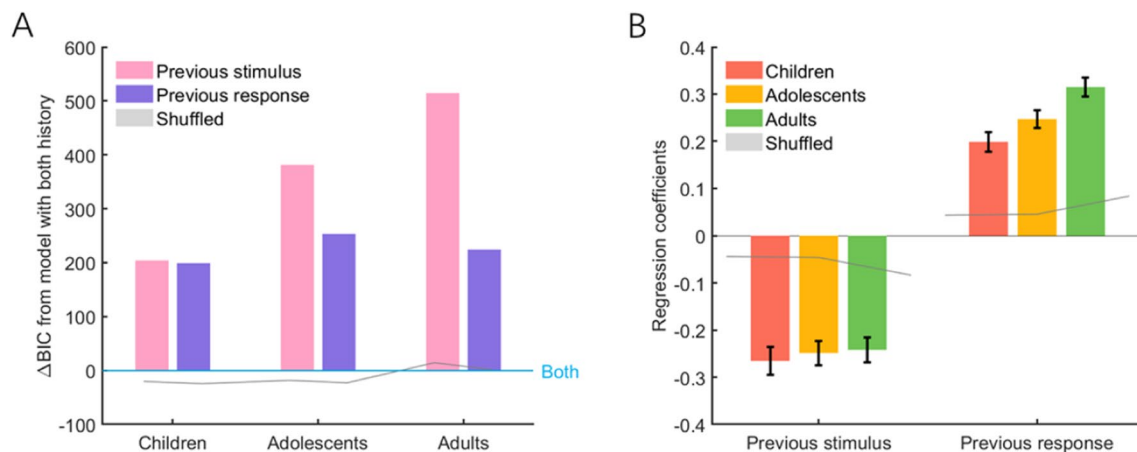 A
ΔBIC from model with both history
600
500
400
300
200
100
0
-100
Previous stimulus
Previous response
Shuffled
Both
Children
Adolescents
Adults
B
Regression coefficients
0.4
0.3
0.2
0.1
0
-0.1
-0.2
-0.3
-0.4
Children
Adolescents
Adults
Shuffled
Previous stimulus
Previous response